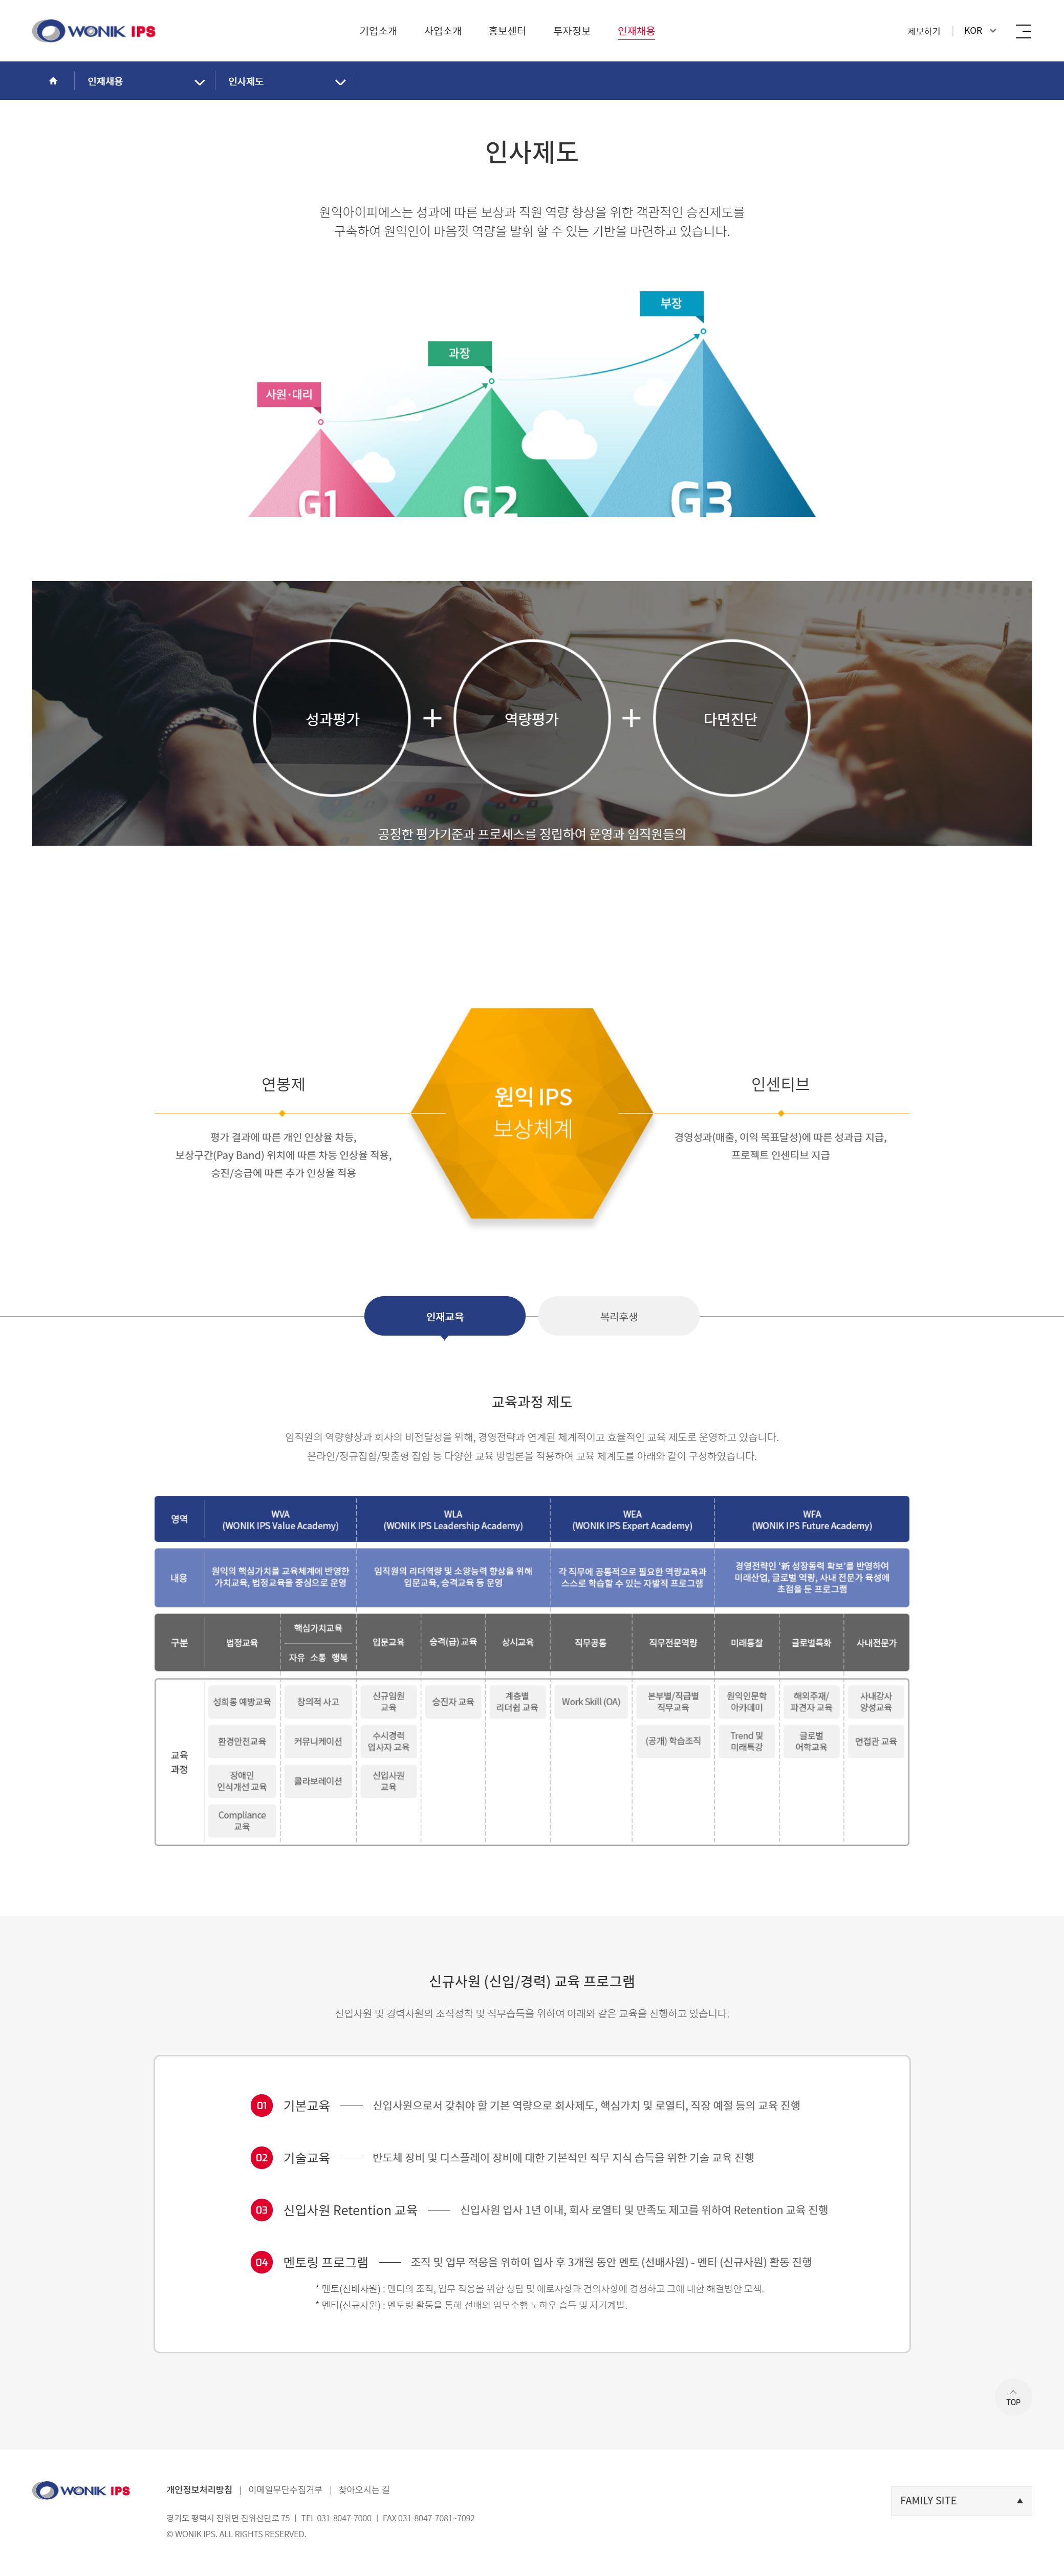 WONIK IPS
기업소개 사업소개 홍보센터 투자정보 인재채용
제보하기 KOR
인재채용 인사제도
인사제도
원익아이피에스는 성과에 따른 보상과 직원 역량 향상을 위한 객관적인 승진제도를
구축하여 원익인이 마음껏 역량을 발휘 할 수 있는 기반을 마련하고 있습니다.
부장
과장
사원·대리
G1 G2 G3
성과평가 + 역량평가 + 다면진단
공정한 평가기준과 프로세스를 정립하여 운영과 임직원들의
연봉제
평가 결과에 따른 개인 인상율 차등,
보상구간(Pay Band) 위치에 따른 차등 인상율 적용,
승진/승급에 따른 추가 인상율 적용
원익 IPS
보상체계
인센티브
경영성과(매출, 이익 목표달성)에 따른 성과급 지급,
프로젝트 인센티브 지급
인재교육 복리후생
교육과정 제도
임직원의 역량향상과 회사의 비전달성을 위해, 경영전략과 연계된 체계적이고 효율적인 교육 제도로 운영하고 있습니다.
온라인/정규집합/맞춤형 집합 등 다양한 교육 방법론을 적용하여 교육 체계도를 아래와 같이 구성하였습니다.
영역
WVA
(WONIK IPS Value Academy)
WLA
(WONIK IPS Leadership Academy)
WEA
(WONIK IPS Expert Academy)
WFA
(WONIK IPS Future Academy)
내용
원익의 핵심가치를 교육체계에 반영한
가치교육, 법정교육을 중심으로 운영
임직원의 리더역량 및 소양능력 향상을 위해
입문교육, 승격교육 등 운영
각 직무에 공통적으로 필요한 역량교육과
스스로 학습할 수 있는 자발적 프로그램
경영전략인 '新 성장동력 확보'를 반영하여
미래산업, 글로벌 역량, 사내 전문가 육성에
초점을 둔 프로그램
구분
법정교육
핵심가치교육
자유 소통 행복
입문교육
승격(급) 교육
상시교육
직무공통
직무전문역량
미래통찰
글로벌특화
사내전문가
교육
과정
성희롱 예방교육
환경안전교육
장애인
인식개선 교육
Compliance
교육
창의적 사고
커뮤니케이션
콜라보레이션
신규임원
교육
수시경력
입사자 교육
신입사원
교육
승진자 교육
계층별
리더쉽 교육
Work Skill (OA)
본부별/직급별
직무교육
(공개) 학습조직
원익인문학
아카데미
Trend 및
미래특강
해외주재/
파견자 교육
글로벌
어학교육
사내강사
양성교육
면접관 교육
신규사원 (신입/경력) 교육 프로그램
신입사원 및 경력사원의 조직정착 및 직무습득을 위하여 아래와 같은 교육을 진행하고 있습니다.
01 기본교육 신입사원으로서 갖춰야 할 기본 역량으로 회사제도, 핵심가치 및 로열티, 직장 예절 등의 교육 진행
02 기술교육 반도체 장비 및 디스플레이 장비에 대한 기본적인 직무 지식 습득을 위한 기술 교육 진행
03 신입사원 Retention 교육 신입사원 입사 1년 이내, 회사 로열티 및 만족도 제고를 위하여 Retention 교육 진행
04 멘토링 프로그램 조직 및 업무 적응을 위하여 입사 후 3개월 동안 멘토 (선배사원) - 멘티 (신규사원) 활동 진행
* 멘토(선배사원) : 멘티의 조직, 업무 적응을 위한 상담 및 애로사항과 건의사항에 경청하고 그에 대한 해결방안 모색.
* 멘티(신규사원) : 멘토링 활동을 통해 선배의 임무수행 노하우 습득 및 자기계발.
TOP
WONIK IPS
개인정보처리방침 | 이메일무단수집거부 | 찾아오시는 길
경기도 평택시 진위면 진위산단로 75 | TEL 031-8047-7000 | FAX 031-8047-7081~7092
© WONIK IPS. ALL RIGHTS RESERVED.
FAMILY SITE